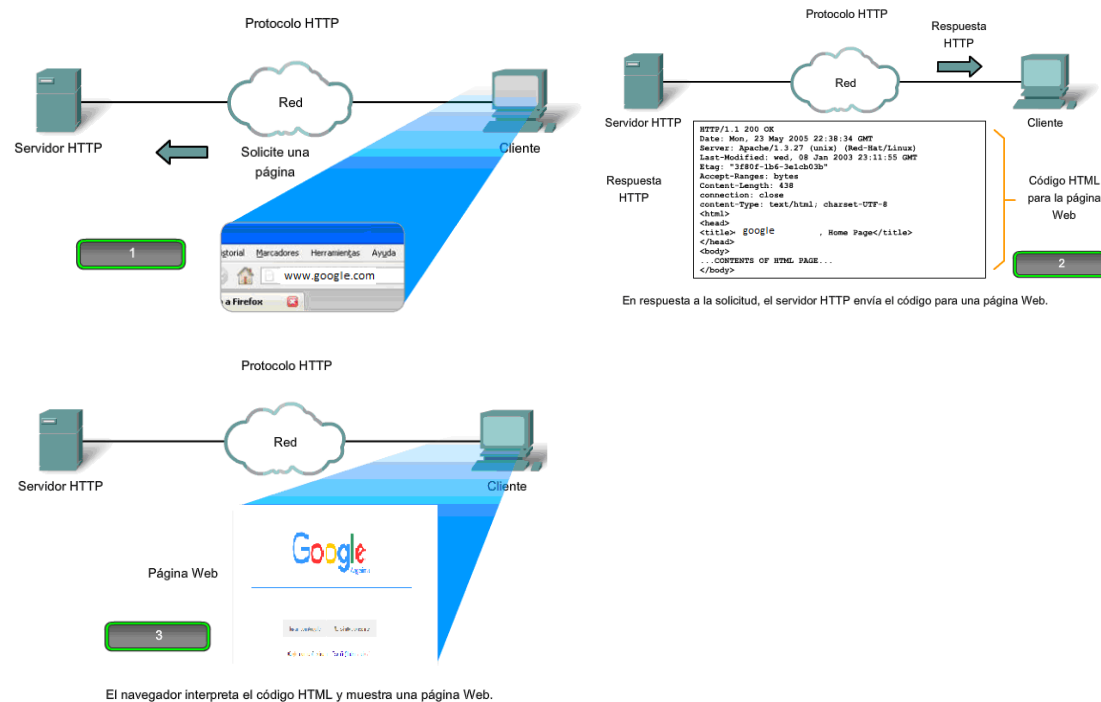 Protocolo HTTP
Red
Servidor HTTP
Solicite una
página
Cliente
1
istorial Marcadores Herramientas Ayuda
www.google.com
a Firefox
Protocolo HTTP
Respuesta
HTTP
Red
Servidor HTTP
Cliente
Respuesta
HTTP
HTTP/1.1 200 OK
Date: Mon, 23 May 2005 22:38:34 GMT
Server: Apache/1.3.27 (unix) (Red-Hat/Linux)
Last-Modified: wed, 08 Jan 2003 23:11:55 GMT
Etag: "3f80f-1b6-3e1cb03b"
Accept-Ranges: bytes
Content-Length: 438
connection: close
content-Type: text/html; charset-UTF-8
<html>
<head>
<title> google , Home Page</title>
</head>
<body>
...CONTENTS OF HTML PAGE...
</body>
Código HTML
para la página
Web
2
En respuesta a la solicitud, el servidor HTTP envía el código para una página Web.
Protocolo HTTP
Red
Servidor HTTP
Cliente
Página Web
Google
3
El navegador interpreta el código HTML y muestra una página Web.